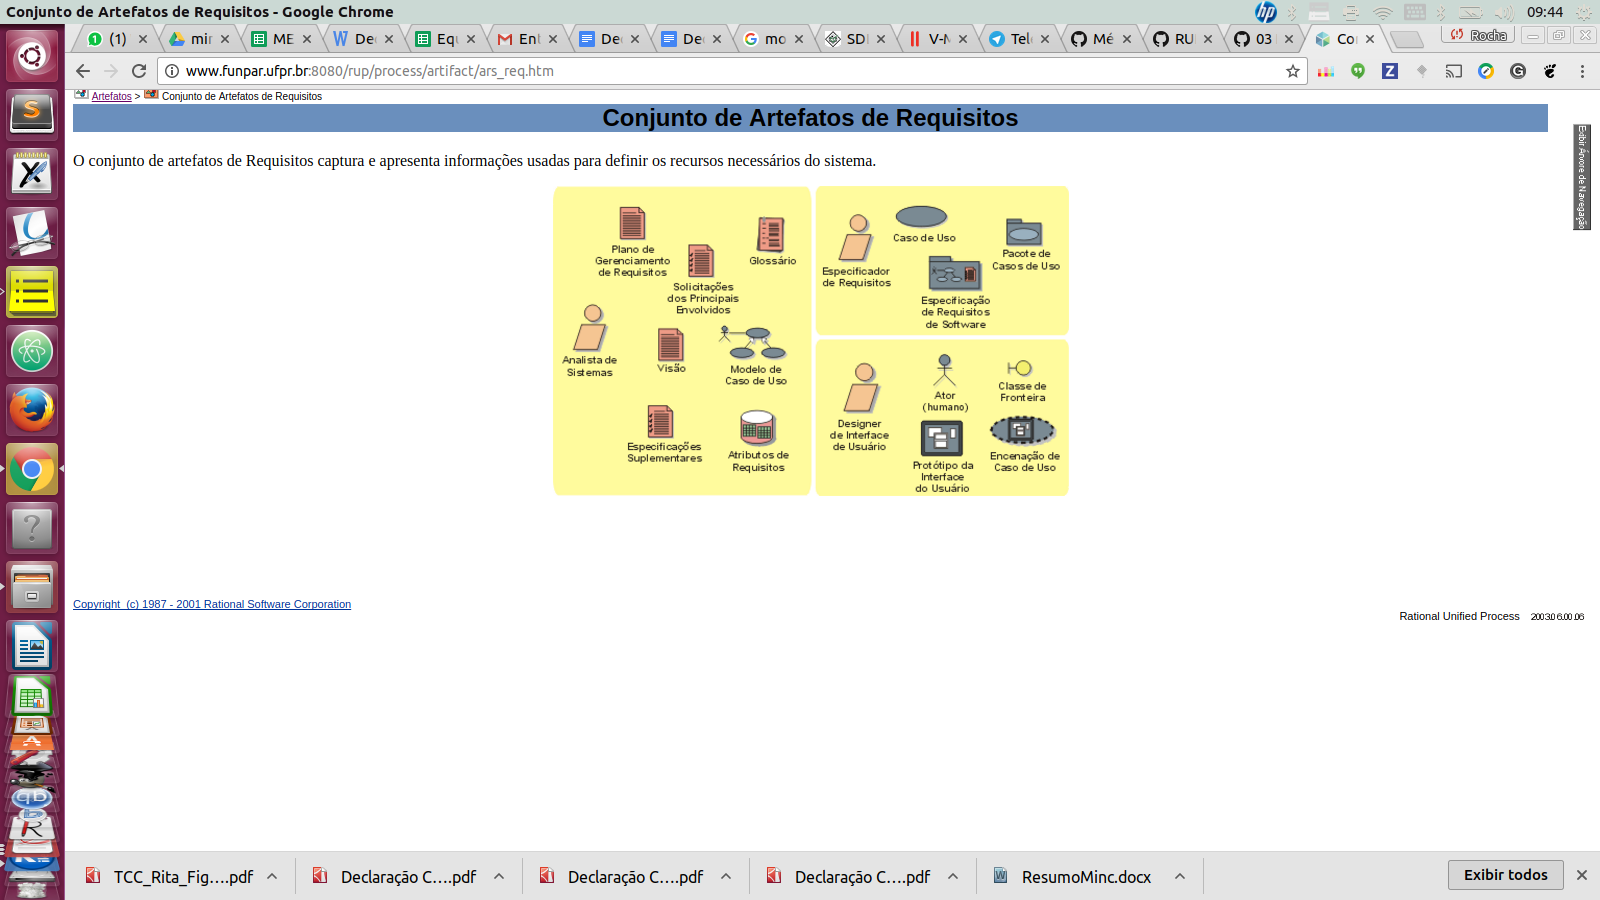 Conjunto de Artefatos de Requisitos - Google Chrome
09:44
(1)
mir
ME
Dec
Equ
Ent
Dec
Dec
mo
SDI
V-M
Tele
Mé
RU
03
Co
Rocha
www.funpar.ufpr.br:8080/rup/process/artifact/ars_req.htm
Artefatos > Conjunto de Artefatos de Requisitos
Conjunto de Artefatos de Requisitos
Exibir Árvore de Navegação
O conjunto de artefatos de Requisitos captura e apresenta informações usadas para definir os recursos necessários do sistema.
Plano de
Gerenciamento
de Requisitos
Glossário
Solicitações
dos Principais
Envolvidos
Analista de
Sistemas
Visão
Modelo de
Caso de Uso
Especificações
Suplementares
Atributos de
Requisitos
Especificador
de Requisitos
Caso de Uso
Pacote de
Casos de Uso
Especificação
de Requisitos
de Software
Designer
de Interface
de Usuário
Ator
(humano)
Classe de
Fronteira
Protótipo da
Interface
do Usuário
Encenação de
Caso de Uso
Copyright (c) 1987 - 2001 Rational Software Corporation
Rational Unified Process 2003.06.00.06
TCC_Rita_Fig....pdf
Declaração C....pdf
Declaração C....pdf
Declaração C....pdf
ResumoMinc.docx
Exibir todos